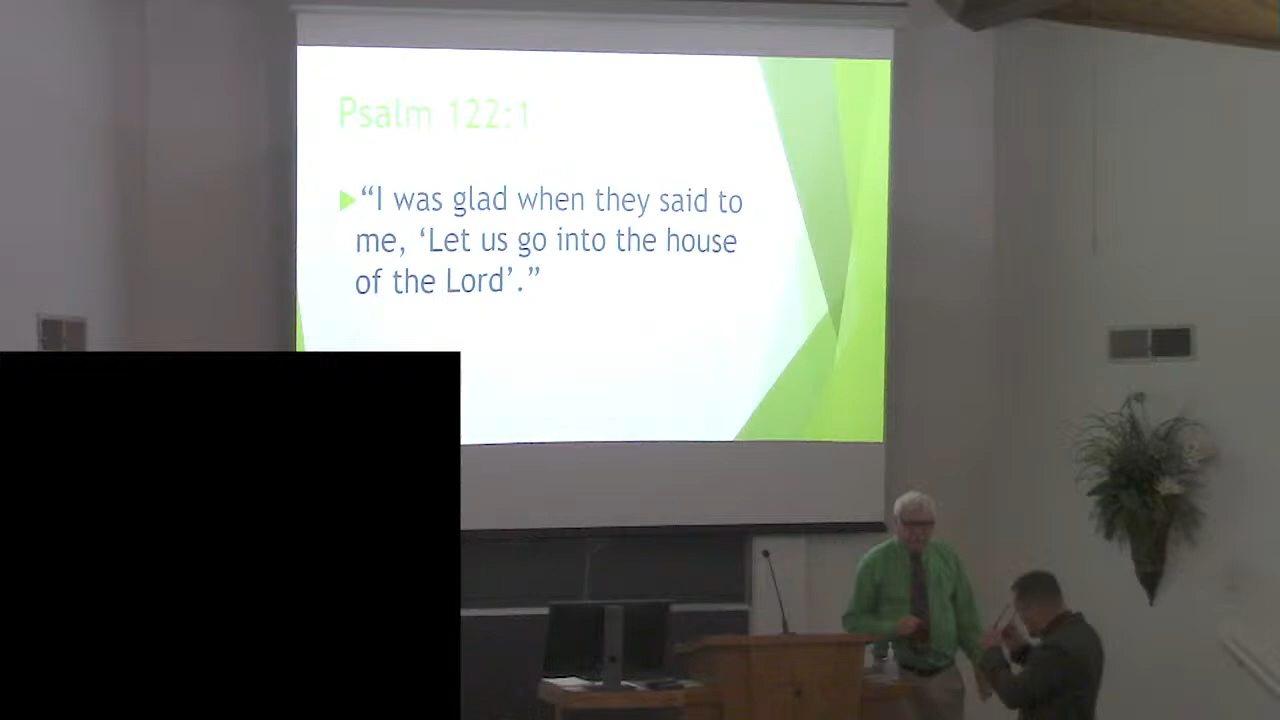 Psalm 122:1
“I was glad when they said to
me, ‘Let us go into the house
of the Lord’.”